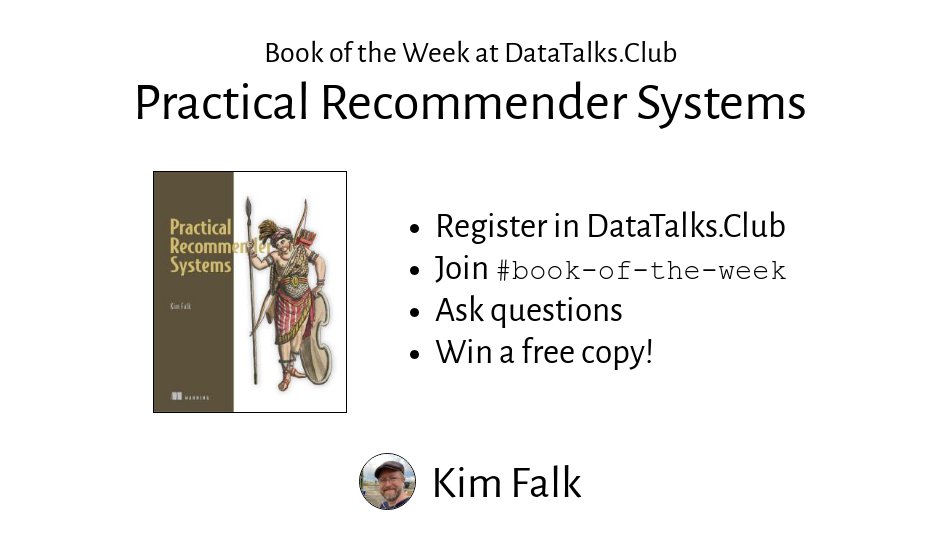 Book of the Week at DataTalks.Club
Practical Recommender Systems
Practical
Recommender
Systems
Kim Falk
MANNING
• Register in DataTalks.Club
• Join #book-of-the-week
• Ask questions
• Win a free copy!
Kim Falk